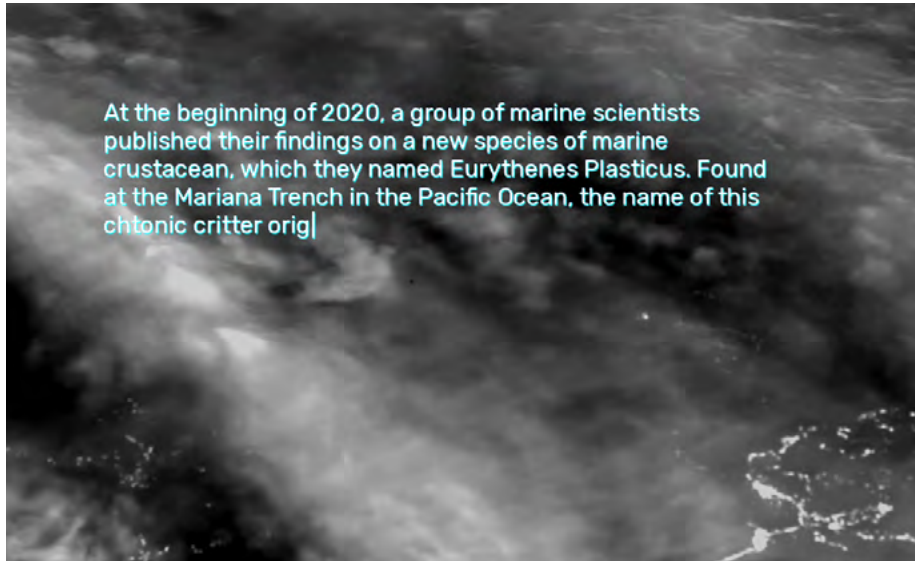 At the beginning of 2020, a group of marine scientists
published their findings on a new species of marine
crustacean, which they named Eurythenes Plasticus. Found
at the Mariana Trench in the Pacific Ocean, the name of this
chtonic critter orig